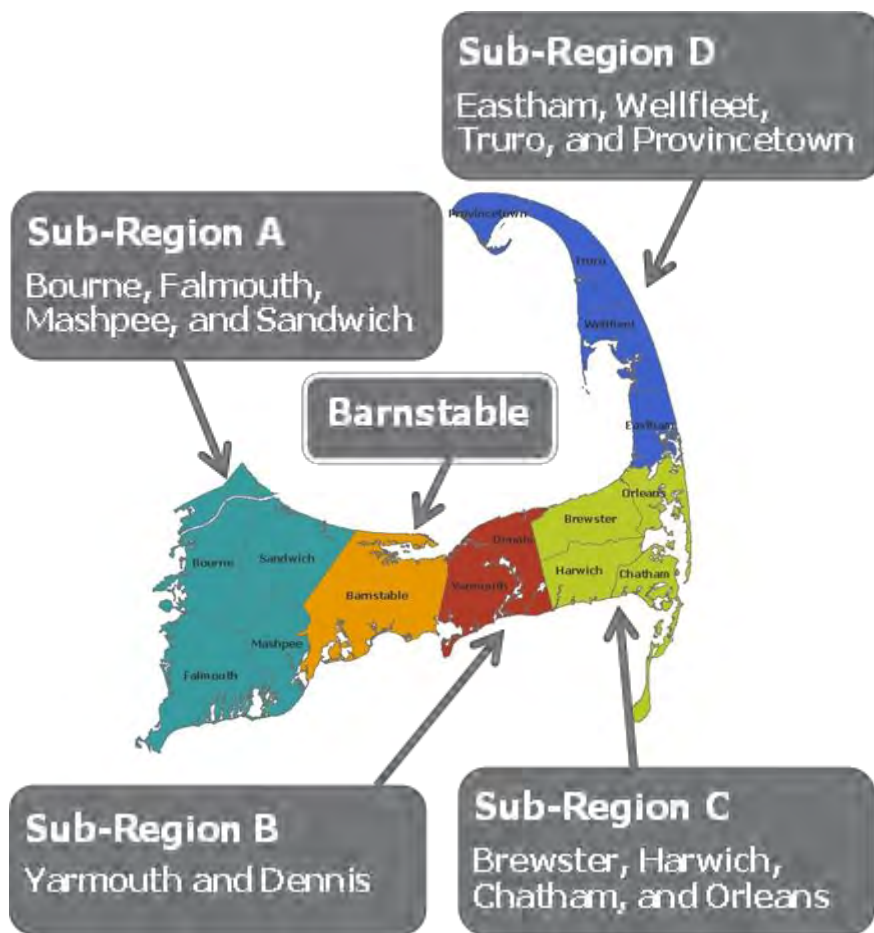 Sub-Region D
Eastham, Wellfleet,
Truro, and Provincetown
Sub-Region A
Bourne, Falmouth,
Mashpee, and Sandwich
Barnstable
Provincetown
Truro
Wellfleet
Eastham
Orleans
Brewster
Dennis
Sandwich
Bourne
Harwich
Chatham
Yarmouth
Barnstable
Mashpee
Falmouth
Sub-Region B
Yarmouth and Dennis
Sub-Region C
Brewster, Harwich,
Chatham, and Orleans